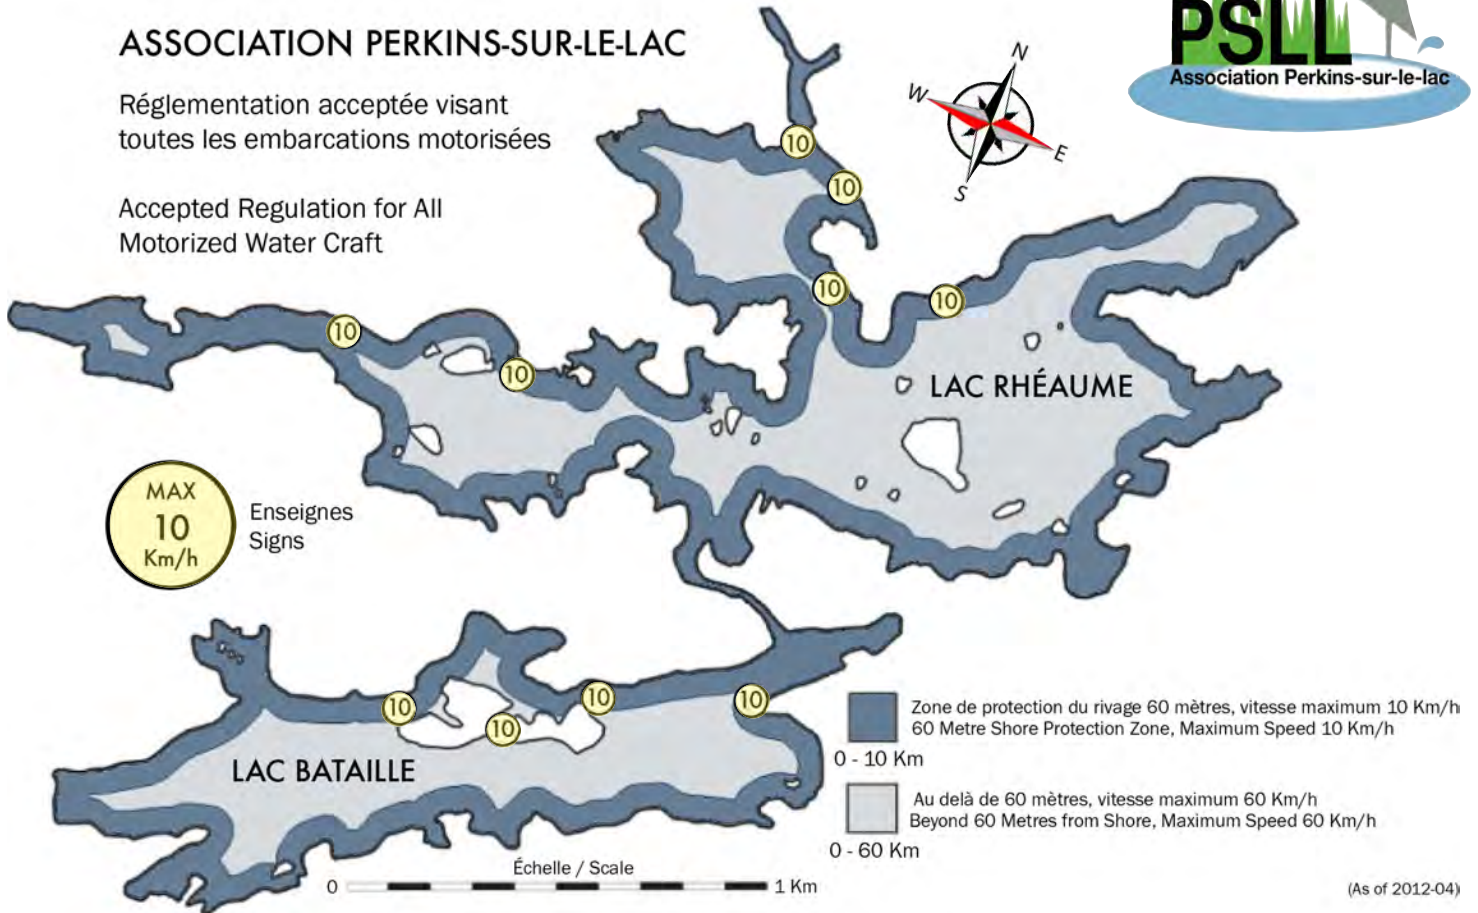 ASSOCIATION PERKINS-SUR-LE-LAC
Réglementation acceptée visant
toutes les embarcations motorisées
Accepted Regulation for All
Motorized Water Craft
PSLL
Association Perkins-sur-le-lac
N
W
E
S
10
10
10
10
10
10
LAC RHÉAUME
MAX
10
Km/h
Enseignes
Signs
10
10
10
10
LAC BATAILLE
Zone de protection du rivage 60 mètres, vitesse maximum 10 Km/h
60 Metre Shore Protection Zone, Maximum Speed 10 Km/h
0 - 10 Km
Au delà de 60 mètres, vitesse maximum 60 Km/h
Beyond 60 Metres from Shore, Maximum Speed 60 Km/h
0 - 60 Km
Échelle / Scale
0 1 Km
(As of 2012-04)